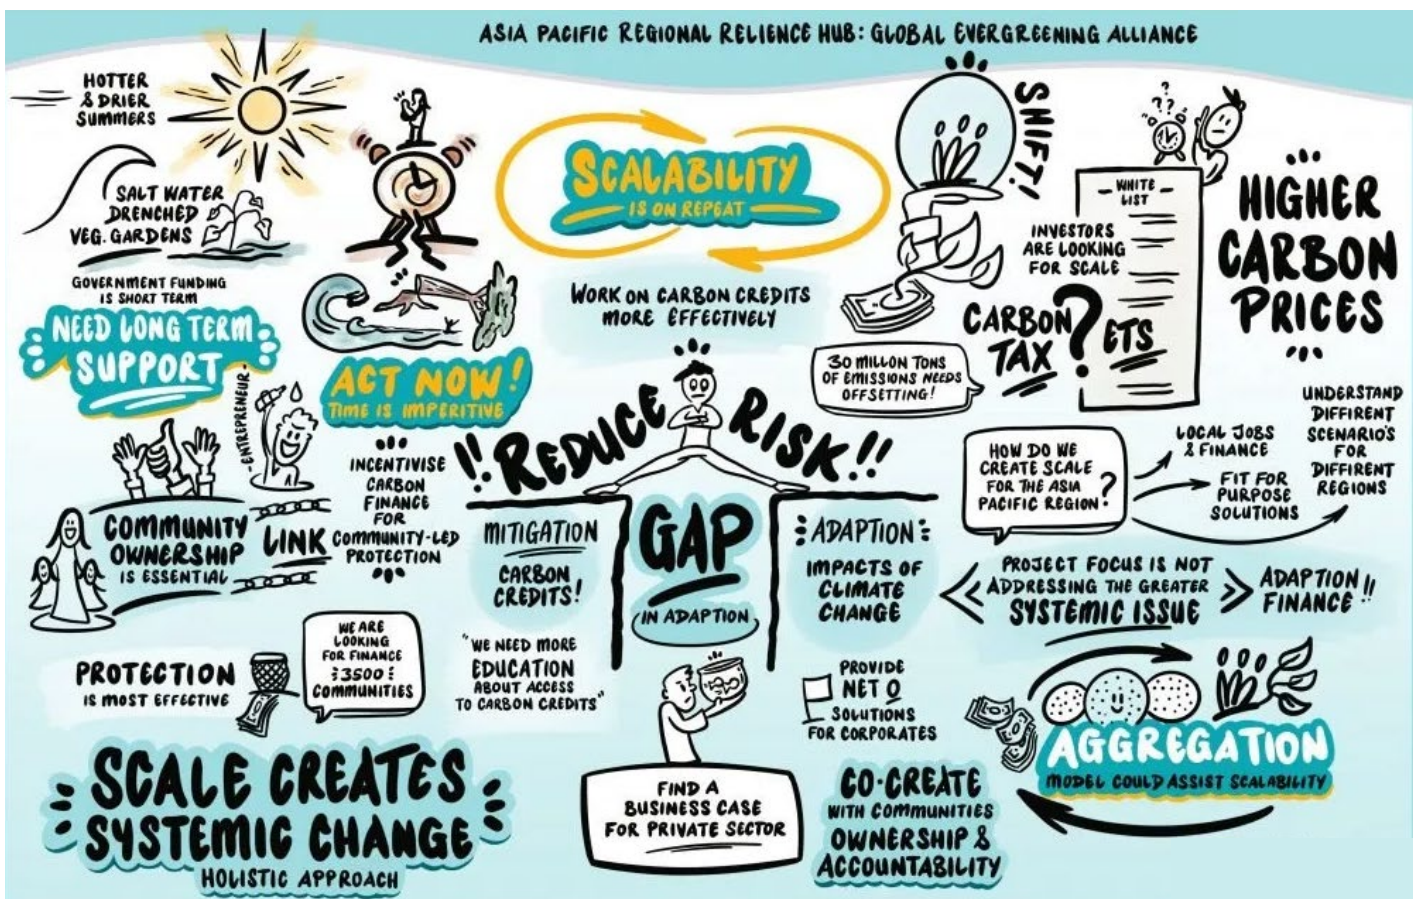 ASIA PACIFIC REGIONAL RELIENCE HUB: GLOBAL EVERGREENING ALLIANCE
HOTTER
& DRIER
SUMMERS
SALT WATER
DRENCHED
VEG. GARDENS
GOVERNMENT FUNDING
IS SHORT TERM
NEED LONG TERM
SUPPORT
ACT NOW!
TIME IS IMPERITIVE
SCALABILITY
IS ON REPEAT
WORK ON CARBON CREDITS
MORE EFFECTIVELY
SHIFT!
INVESTORS
ARE LOOKING
FOR SCALE
???
- WHITE -
LIST
CARBON
TAX
?
ETS
HIGHER
CARBON
PRICES
30 MILLON TONS
OF EMISSIONS NEEDS
OFFSETTING!
-ENTREPRENEUR-
COMMUNITY
OWNERSHIP
IS ESSENTIAL
LINK
INCENTIVISE
CARBON
FINANCE
FOR
COMMUNITY-LED
PROTECTION
!! REDUCE RISK !!
MITIGATION
CARBON
CREDITS!
GAP
IN ADAPTION
ADAPTION
IMPACTS OF
CLIMATE
CHANGE
HOW DO WE
CREATE SCALE
FOR THE ASIA
PACIFIC REGION?
LOCAL JOBS
& FINANCE
FIT FOR
PURPOSE
SOLUTIONS
UNDERSTAND
DIFFIRENT
SCENARIO'S
FOR
DIFFIRENT
REGIONS
PROJECT FOCUS IS NOT
ADDRESSING THE GREATER
SYSTEMIC ISSUE
ADAPTION
FINANCE!!
PROTECTION
IS MOST EFFECTIVE
WE ARE
LOOKING
FOR FINANCE
3500
COMMUNITIES
"WE NEED MORE
EDUCATION
ABOUT ACCESS
TO CARBON CREDITS"
PROVIDE
NET 0
SOLUTIONS
FOR CORPORATES
AGGREGATION
MODEL COULD ASSIST SCALABILITY
SCALE CREATES
SYSTEMIC CHANGE
HOLISTIC APPROACH
FIND A
BUSINESS CASE
FOR PRIVATE SECTOR
CO-CREATE
WITH COMMUNITIES
OWNERSHIP &
ACCOUNTABILITY